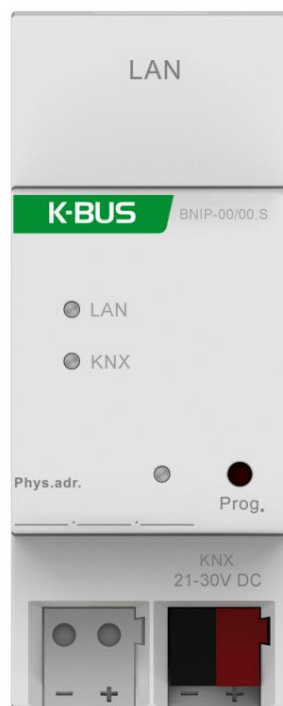 LAN
K-BUS BNIP-00/00.S
LAN
KNX
Phys.adr.
Prog.
KNX
21-30V DC
− + − +